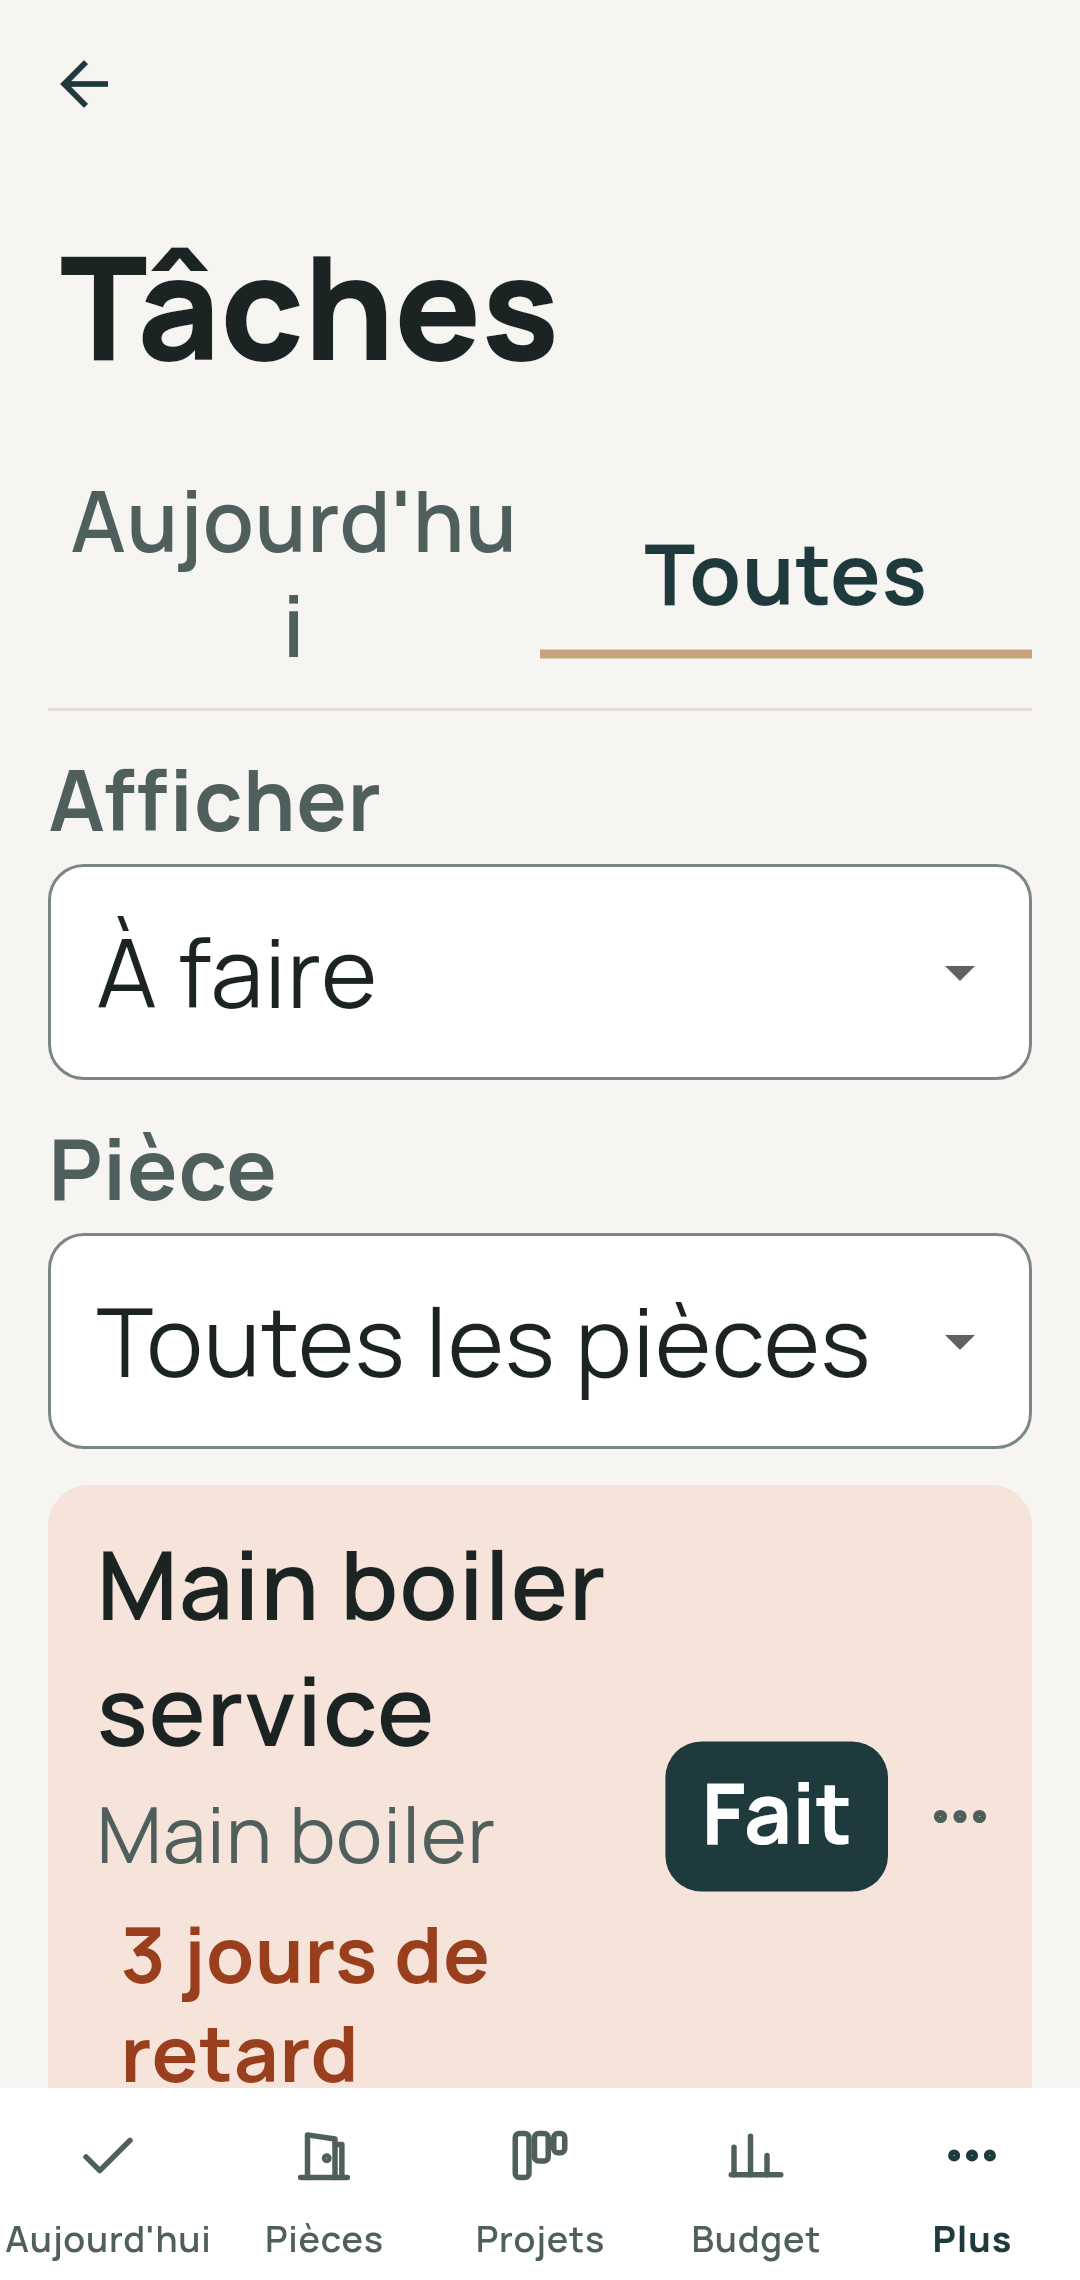 Tâches
Aujourd'hu
i
Toutes
Afficher
À faire
Pièce
Toutes les pièces
Main boiler
service
Main boiler
3 jours de
retard
Fait
Aujourd'hui
Pièces
Projets
Budget
Plus